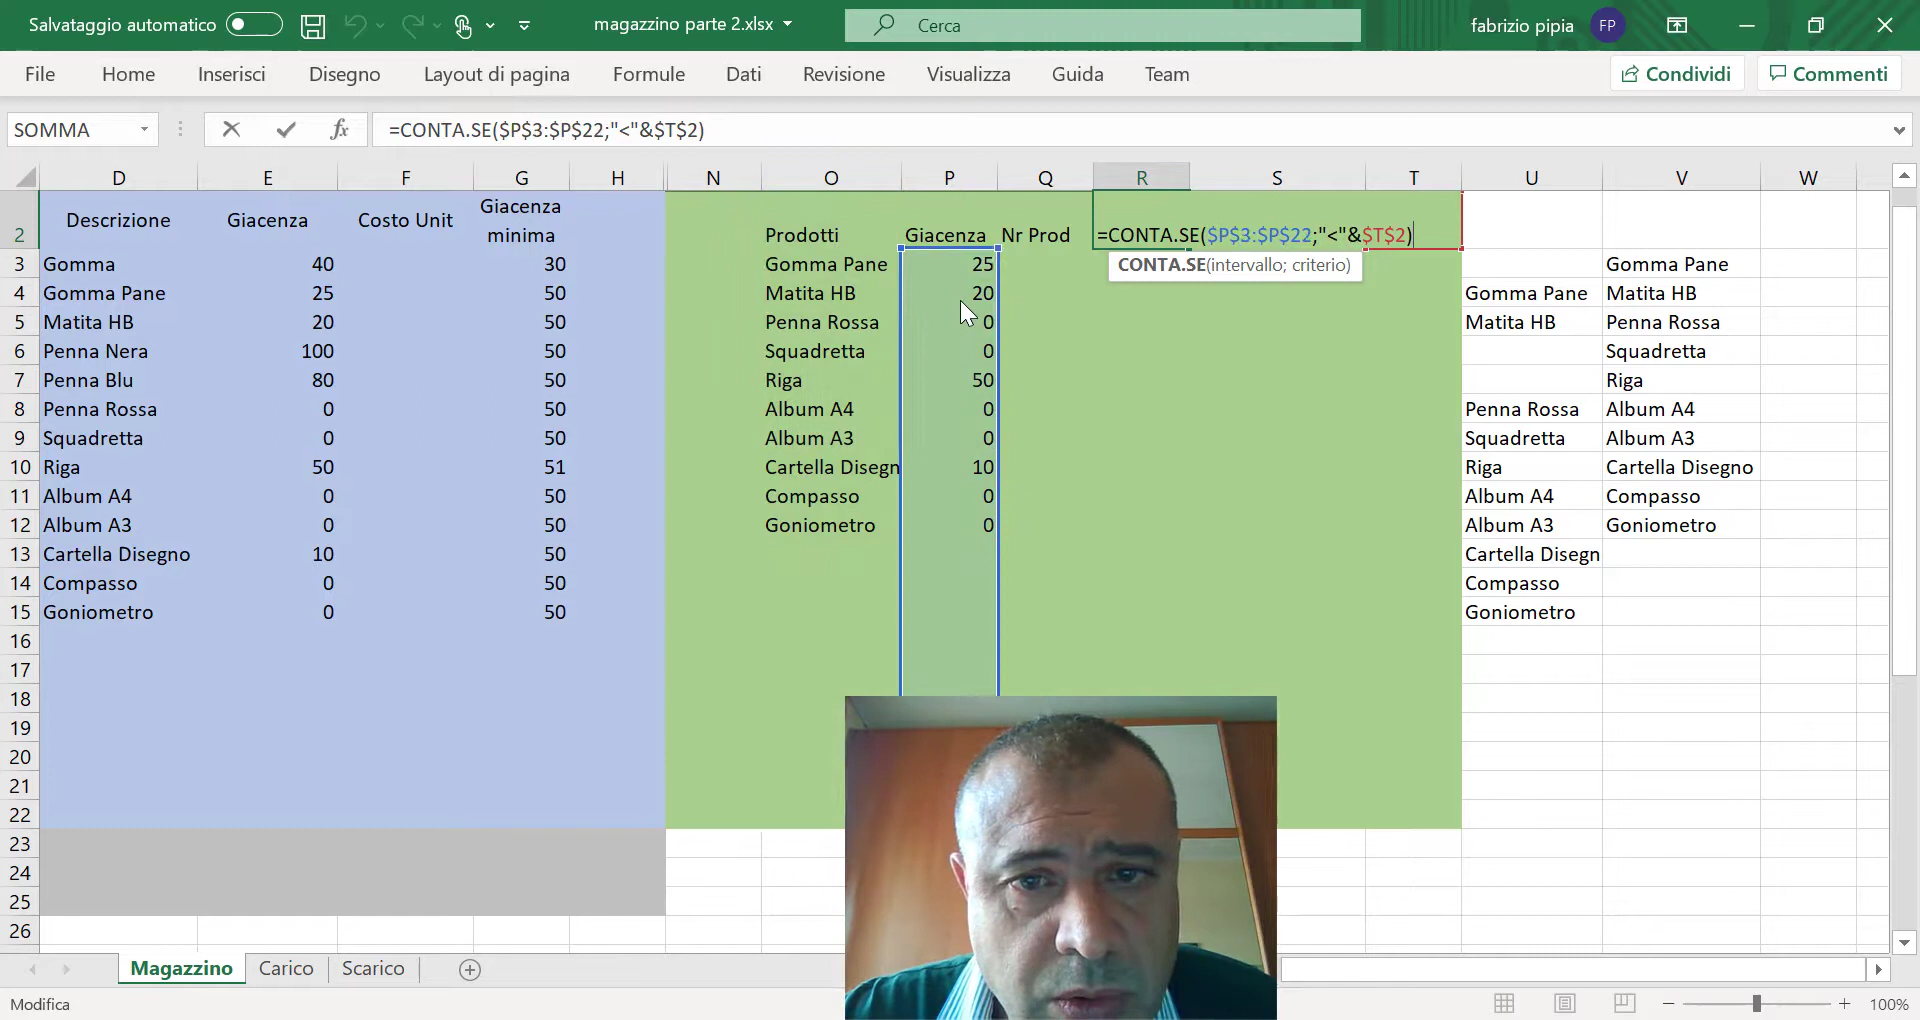 Salvataggio automatico
magazzino parte 2.xlsx
Cerca
fabrizio pipia
FP
File Home Inserisci Disegno Layout di pagina Formule Dati Revisione Visualizza Guida Team
Condividi
Commenti
SOMMA
fx
=CONTA.SE($P$3:$P$22;"<"&$T$2)
D E F G H N O P Q R S T U V W
2 Descrizione Giacenza Costo Unit Giacenza minima Prodotti Giacenza Nr Prod =CONTA.SE($P$3:$P$22;"<"&$T$2)
CONTA.SE(intervallo; criterio)
3 Gomma 40 30 Gomma Pane 25 Gomma Pane
4 Gomma Pane 25 50 Matita HB 20 Gomma Pane Matita HB
5 Matita HB 20 50 Penna Rossa 0 Matita HB Penna Rossa
6 Penna Nera 100 50 Squadretta 0 Squadretta
7 Penna Blu 80 50 Riga 50 Riga
8 Penna Rossa 0 50 Album A4 0 Penna Rossa Album A4
9 Squadretta 0 50 Album A3 0 Squadretta Album A3
10 Riga 50 51 Cartella Disegn 10 Riga Cartella Disegno
11 Album A4 0 50 Compasso 0 Album A4 Compasso
12 Album A3 0 50 Goniometro 0 Album A3 Goniometro
13 Cartella Disegno 10 50 Cartella Disegn
14 Compasso 0 50 Compasso
15 Goniometro 0 50 Goniometro
16
17
18
19
20
21
22
23
24
25
26
Magazzino Carico Scarico
Modifica
100%